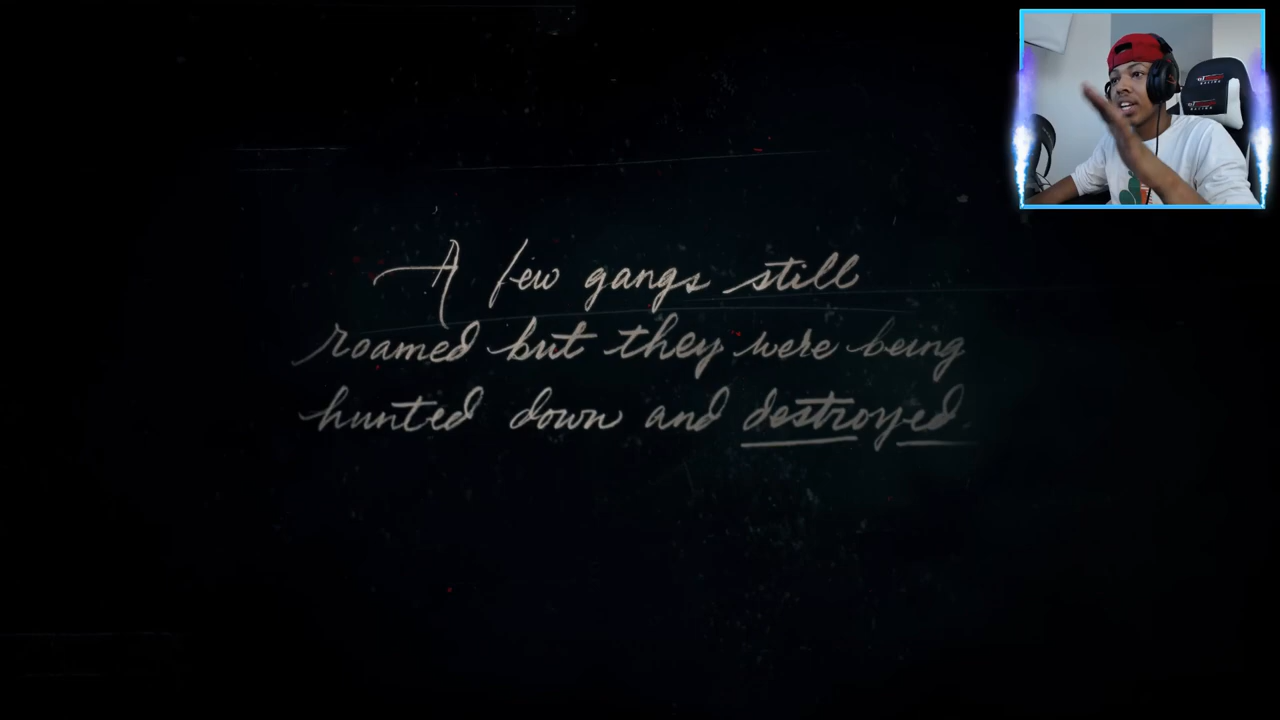 A few gangs still
roamed but they were being
hunted down and destroyed.